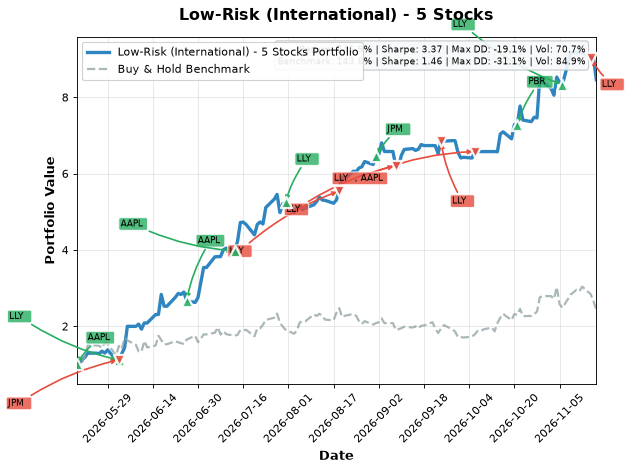 Low-Risk (International) - 5 Stocks
LLY
Low-Risk (International) - 5 Stocks Portfolio
Buy & Hold Benchmark
% | Sharpe: 3.37 | Max DD: -19.1% | Vol: 70.7%
| Sharpe: 1.46 | Max DD: -31.1% | Vol: 84.9%
LLY
PBR
JPM
LLY
LLY
AAPL
LLY
LLY
AAPL
AAPL
LLY
AAPL
JPM
Portfolio Value
8
6
4
2
2026-05-29
2026-06-14
2026-06-30
2026-07-16
2026-08-01
2026-08-17
2026-09-02
2026-09-18
2026-10-04
2026-10-20
2026-11-05
Date